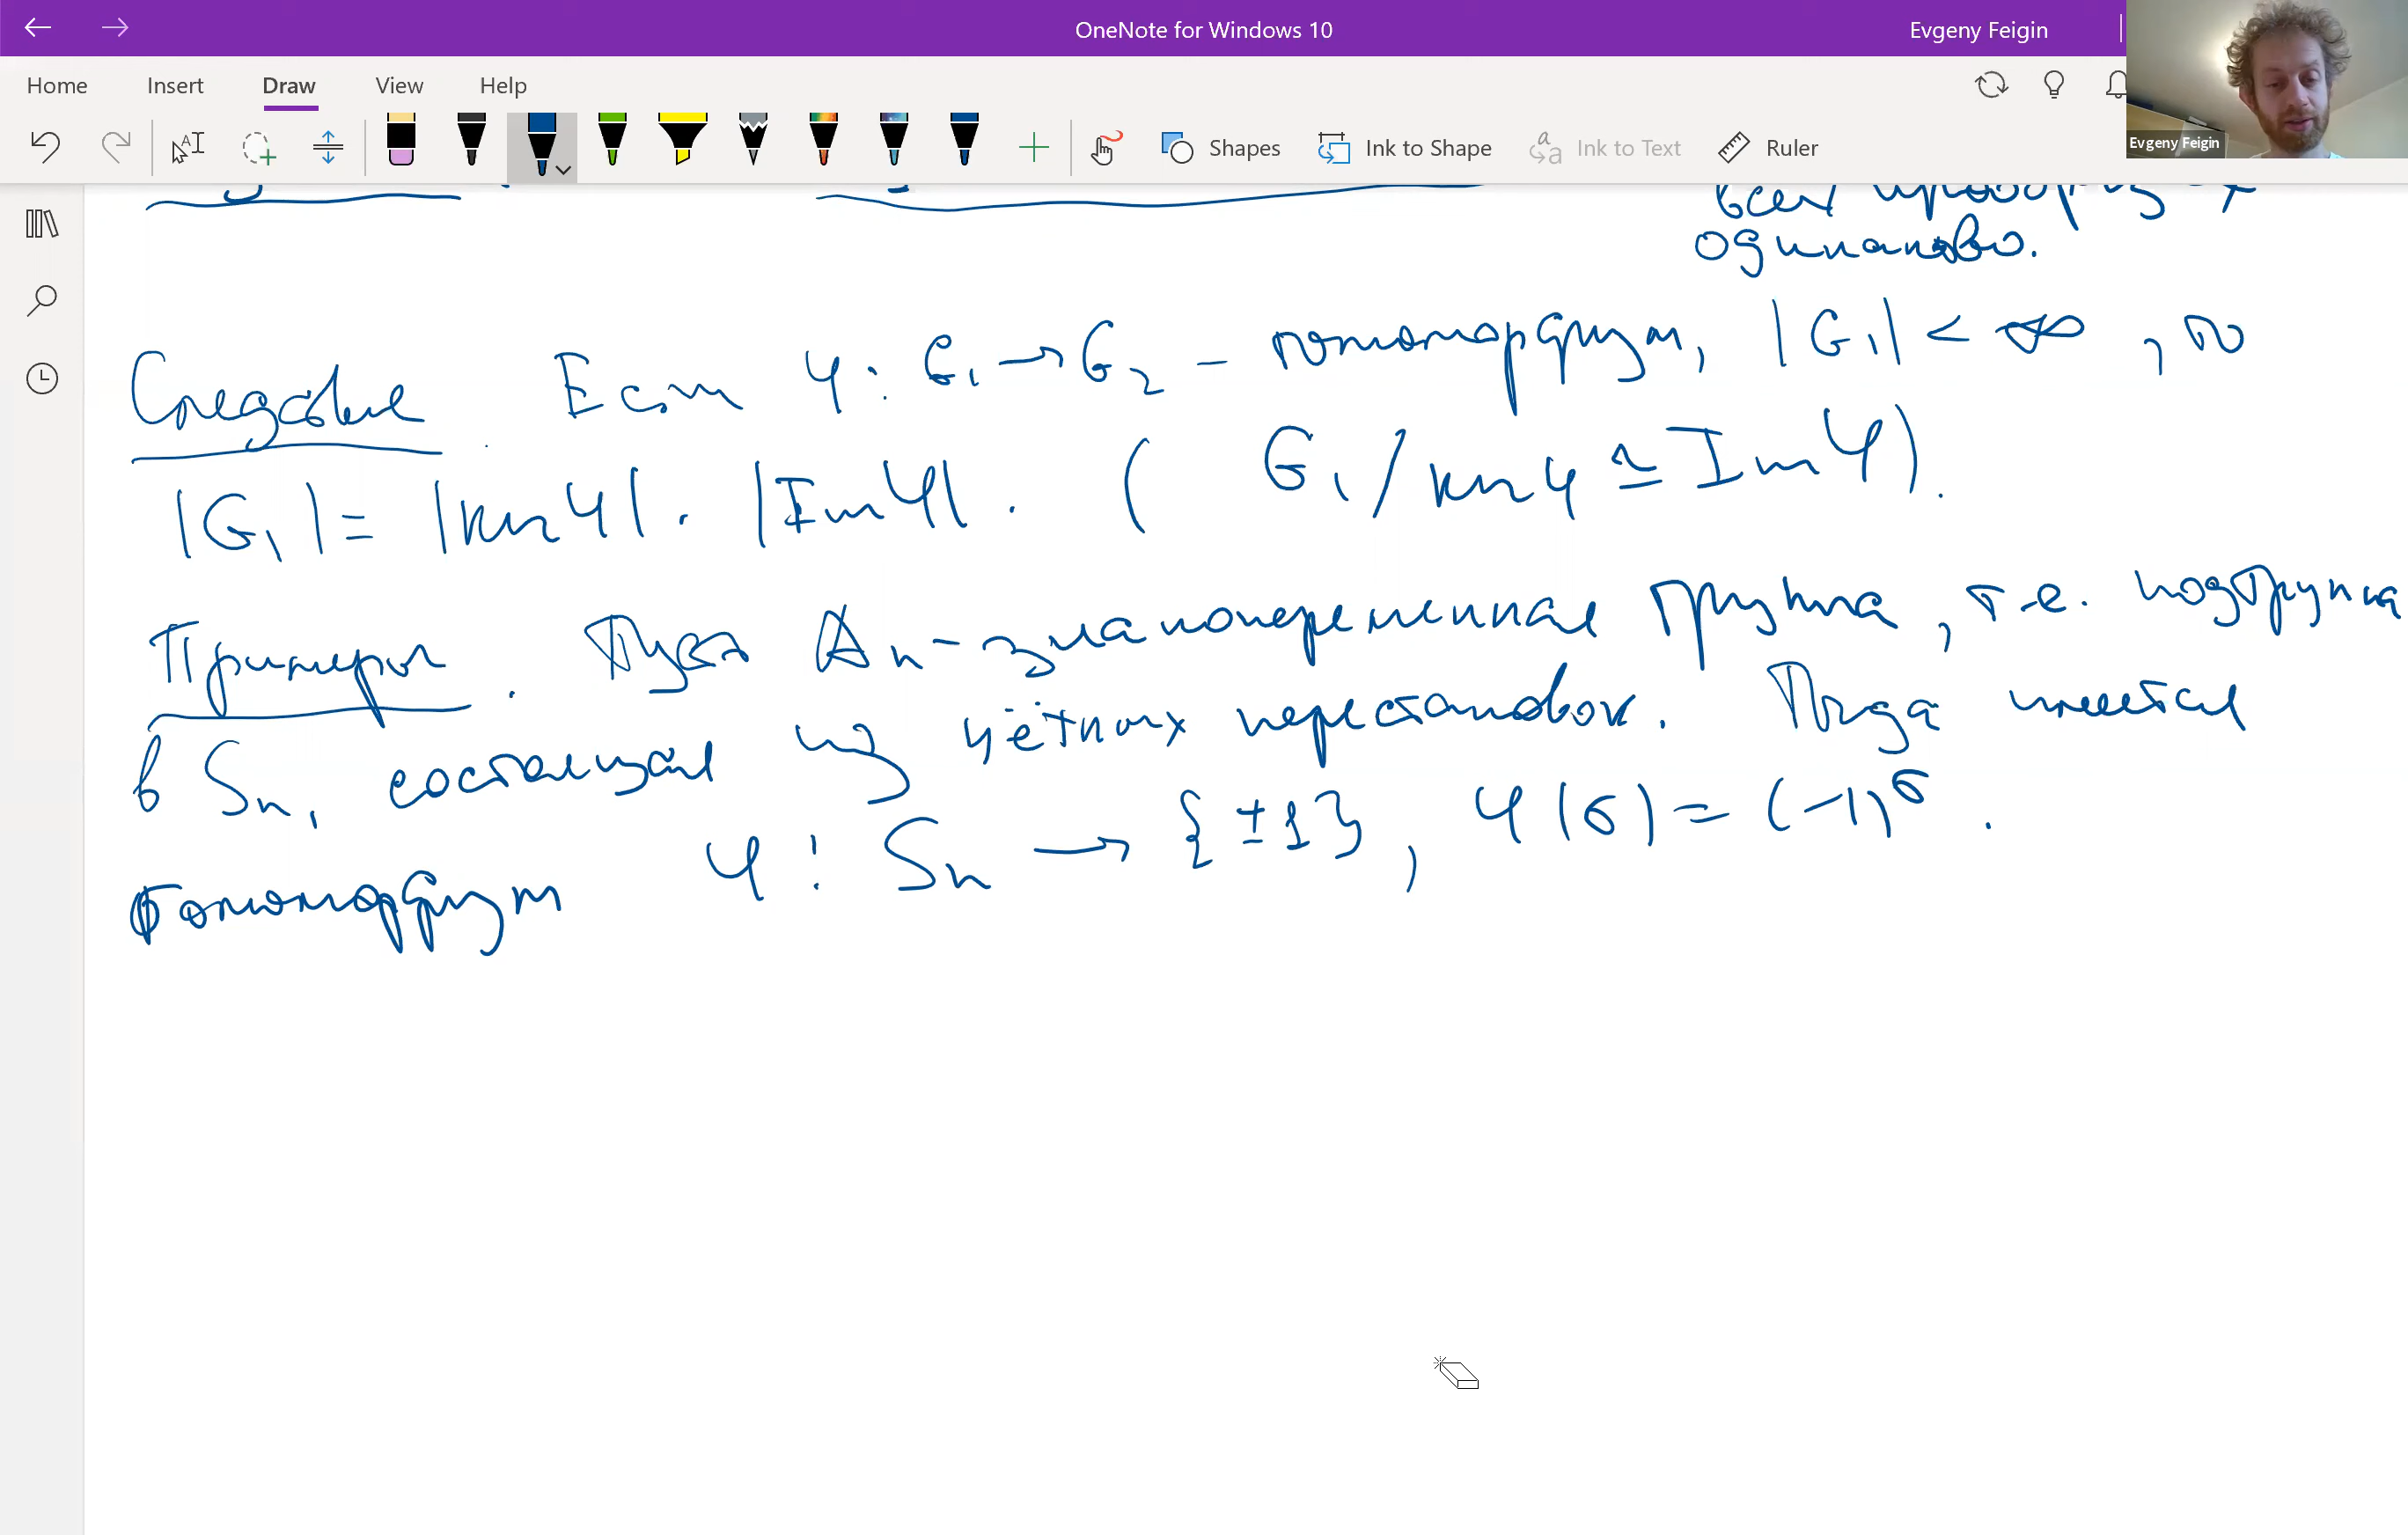 OneNote for Windows 10
Evgeny Feigin
Home Insert Draw View Help
Shapes Ink to Shape Ink to Text Ruler
Evgeny Feigin
всех
одинаково.
Следствие. Если φ: G₁ → G₂ – гомоморфизм, |G₁| < ∞, то
|G₁| = |ker φ| · |Im φ|. (G₁/ker φ ≃ Im φ).
Примеры. Пусть Aₙ – знакопеременная группа, т.е. подгруппа
в Sₙ, состоящая из чётных перестановок. Тогда имеется
гомоморфизм φ: Sₙ → {±1}, φ(σ) = (-1)^σ.